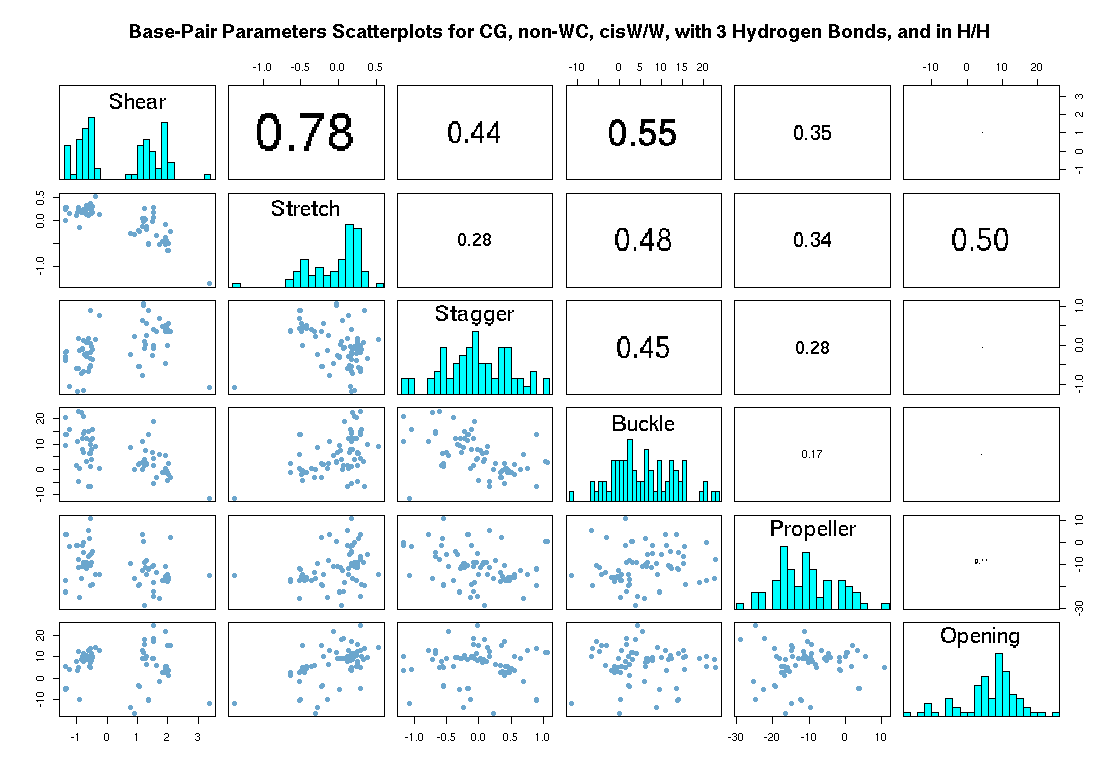 Base-Pair Parameters Scatterplots for CG, non-WC, cisW/W, with 3 Hydrogen Bonds, and in H/H
-1.0 -0.5 0.0 0.5 -10 0 5 10 15 20 -10 0 10 20
Shear 0.78 0.44 0.55 0.35
-1 0 1 2 3
-1.0 0.0 0.5
Stretch 0.28 0.48 0.34 0.50
Stagger 0.45 0.28
-1.0 0.0 1.0
-10 0 10 20
Buckle 0.17
Propeller
-30 -20 -10 0 10
-10 0 10 20
Opening
-1 0 1 2 3 -1.0 -0.5 0.0 0.5 1.0 -30 -20 -10 0 10